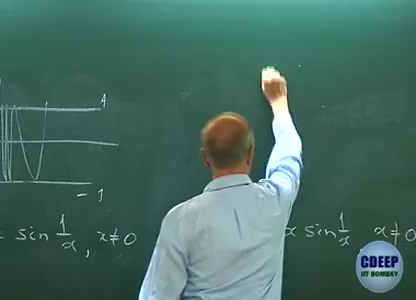 1
- 1
sin 1/x , x ≠ 0
x sin 1/x , x ≠ 0
CDEEP
IIT BOMBAY